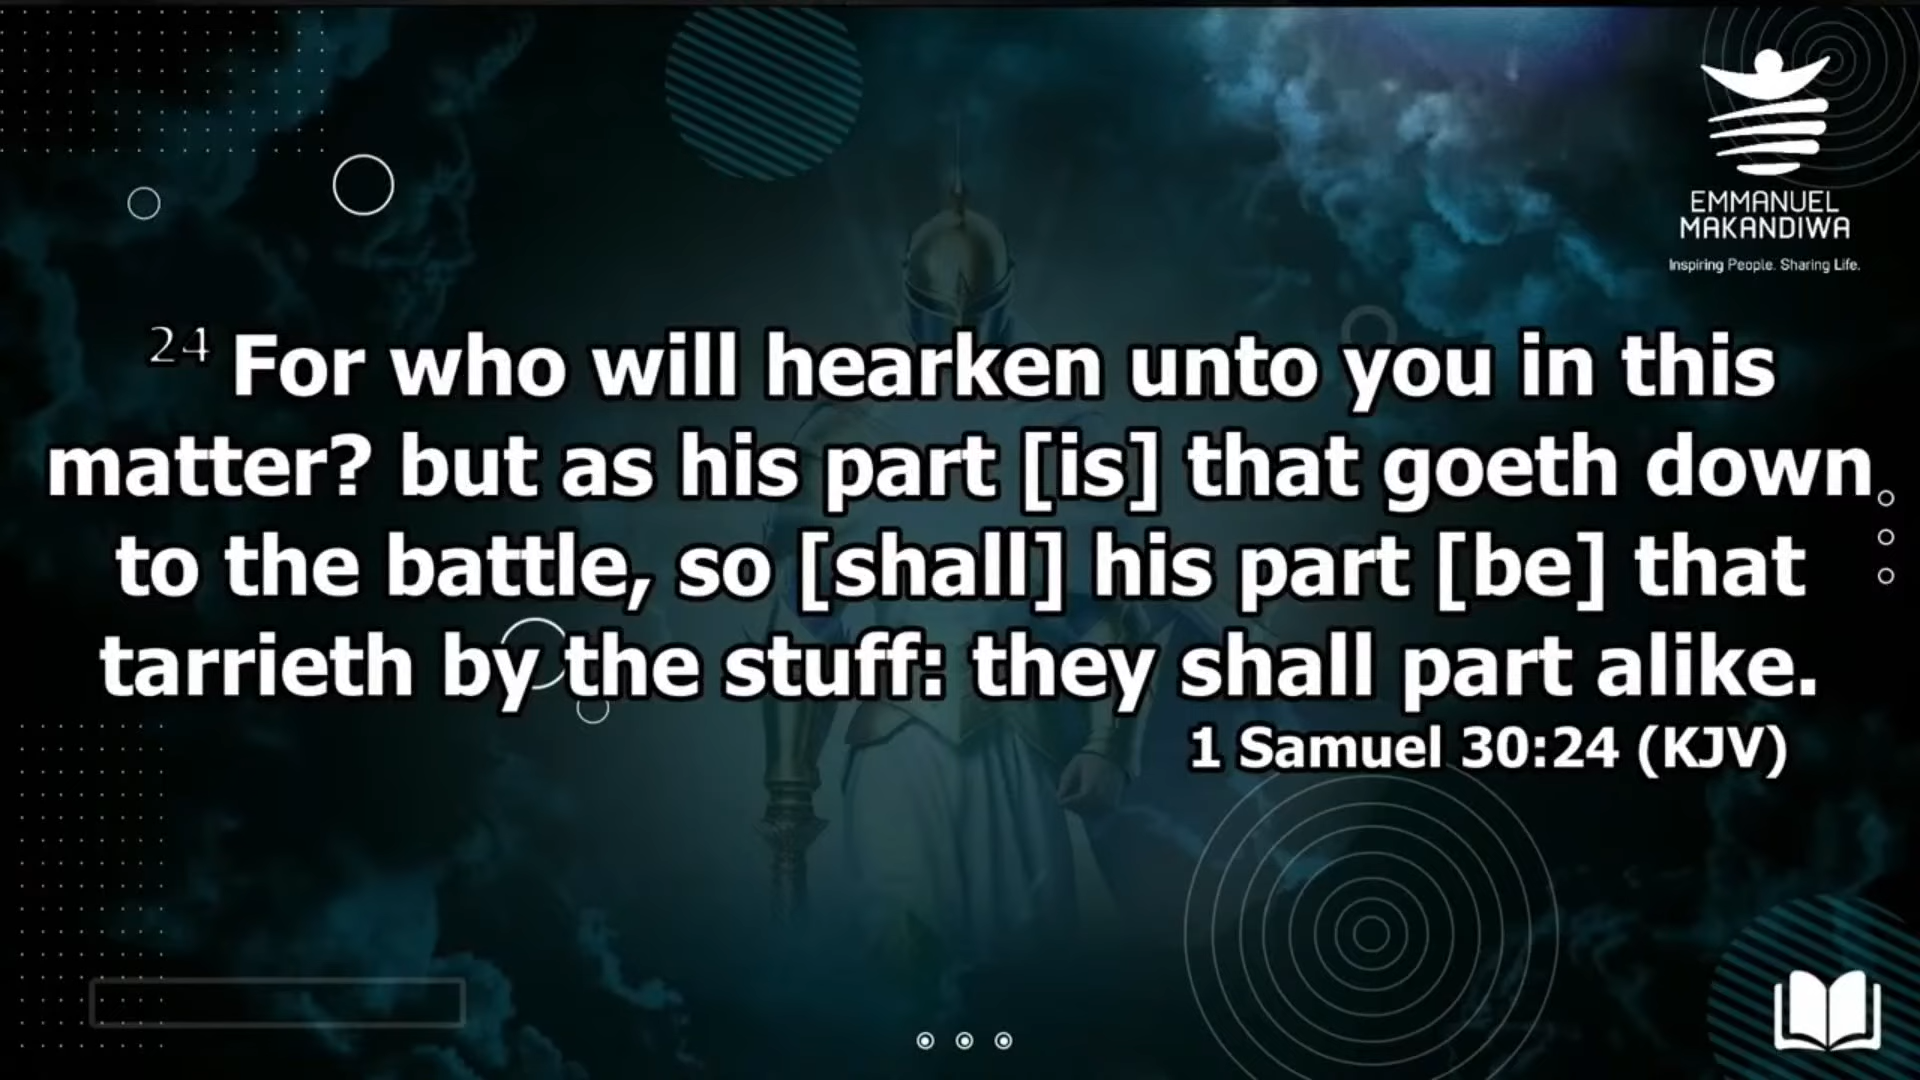 EMMANUEL
MAKANDIWA
Inspiring People. Sharing Life.
24 For who will hearken unto you in this
matter? but as his part [is] that goeth down
to the battle, so [shall] his part [be] that
tarrieth by the stuff: they shall part alike.
1 Samuel 30:24 (KJV)